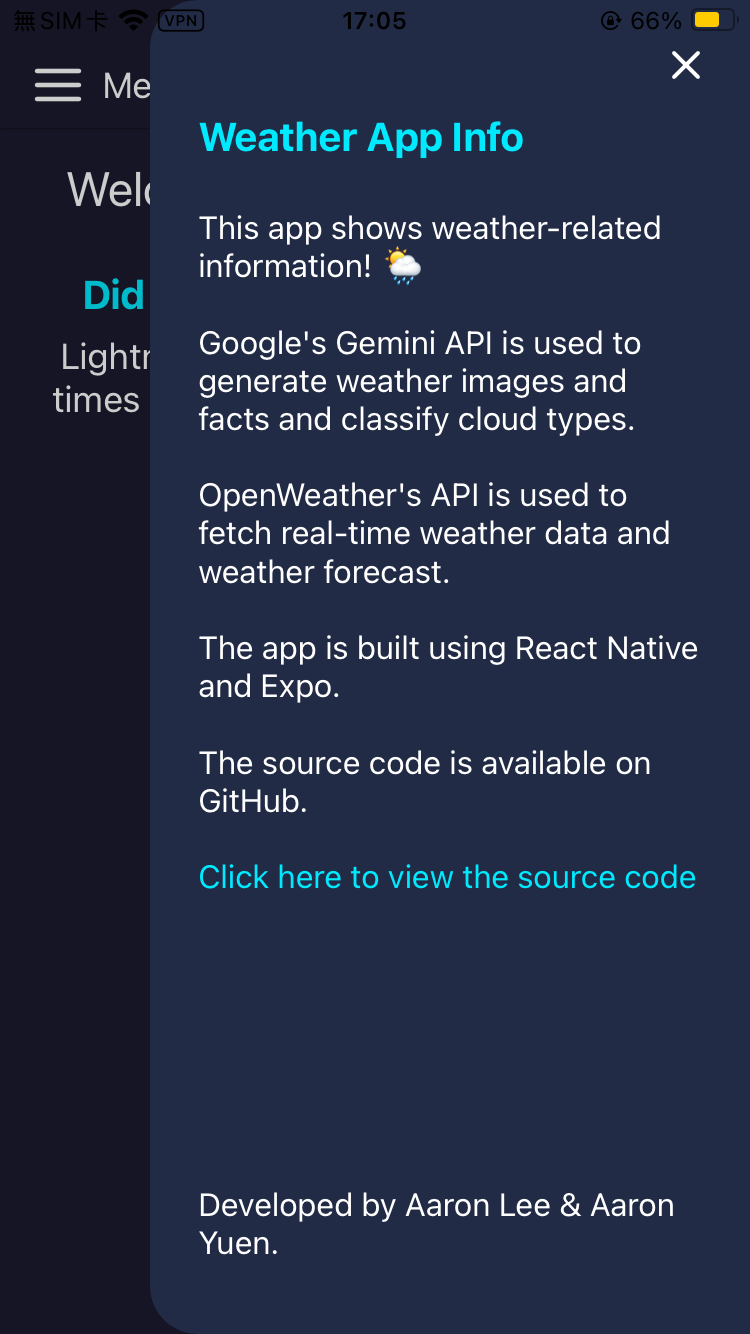 無SIM卡 VPN 17:05 66%
Me
Weather App Info
Wel
This app shows weather-related
information!
Did
Lightn
times
Google's Gemini API is used to
generate weather images and
facts and classify cloud types.
OpenWeather's API is used to
fetch real-time weather data and
weather forecast.
The app is built using React Native
and Expo.
The source code is available on
GitHub.
Click here to view the source code
Developed by Aaron Lee & Aaron
Yuen.